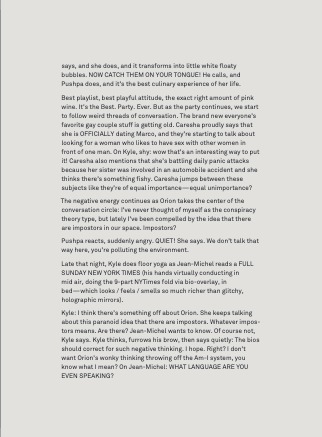 says, and she does, and it transforms into little white floaty
bubbles. NOW CATCH THEM ON YOUR TONGUE! He calls, and
Pushpa does, and it's the best culinary experience of her life.
Best playlist, best playful attitude, the exact right amount of pink
wine. It's the Best. Party. Ever. But as the party continues, we start
to follow weird threads of conversation. The brand new everyone's
favorite gay couple stuff is getting old. Caresha proudly says that
she is OFFICIALLY dating Marco, and they're starting to talk about
looking for a woman who likes to have sex with other women in
front of one man. On Kyle, shy: wow that's an interesting way to put
it! Caresha also mentions that she's battling daily panic attacks
because her sister was involved in an automobile accident and she
thinks there's something fishy. Caresha jumps between these
subjects like they're of equal importance—equal unimportance?
The negative energy continues as Orion takes the center of the
conversation circle: I've never thought of myself as the conspiracy
theory type, but lately I've been compelled by the idea that there
are impostors in our space. Impostors?
Pushpa reacts, suddenly angry. QUIET! She says. We don't talk that
way here, you're polluting the environment.
Late that night, Kyle does floor yoga as Jean-Michel reads a FULL
SUNDAY NEW YORK TIMES (his hands virtually conducting in
mid air, doing the 9-part NYTimes fold via bio-overlay, in
bed—which looks / feels / smells so much richer than glitchy,
holographic mirrors).
Kyle: I think there's something off about Orion. She keeps talking
about this paranoid idea that there are impostors. Whatever impos-
tors means. Are there? Jean-Michel wants to know. Of course not,
Kyle says. Kyle thinks, furrows his brow, then says quietly: The bios
should correct for such negative thinking. I hope. Right? I don't
want Orion's wonky thinking throwing off the Am-I system, you
know what I mean? On Jean-Michel: WHAT LANGUAGE ARE YOU
EVEN SPEAKING?